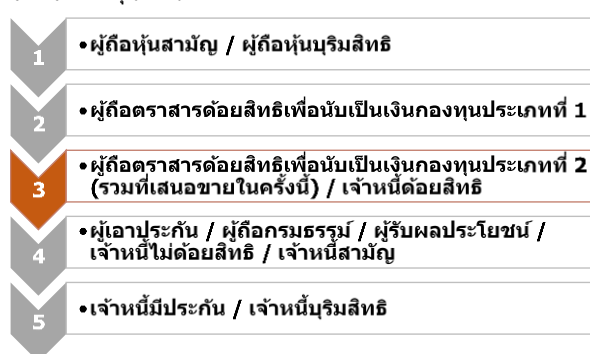 1
•ผู้ถือหุ้นสามัญ / ผู้ถือหุ้นบุริมสิทธิ
2
•ผู้ถือตราสารด้อยสิทธิเพื่อนับเป็นเงินกองทุนประเภทที่ 1
3
•ผู้ถือตราสารด้อยสิทธิเพื่อนับเป็นเงินกองทุนประเภทที่ 2
(รวมที่เสนอขายในครั้งนี้) / เจ้าหนี้ด้อยสิทธิ
4
•ผู้เอาประกัน / ผู้ถือกรมธรรม์ / ผู้รับผลประโยชน์ /
เจ้าหนี้ไม่ด้อยสิทธิ / เจ้าหนี้สามัญ
5
•เจ้าหนี้มีประกัน / เจ้าหนี้บุริมสิทธิ